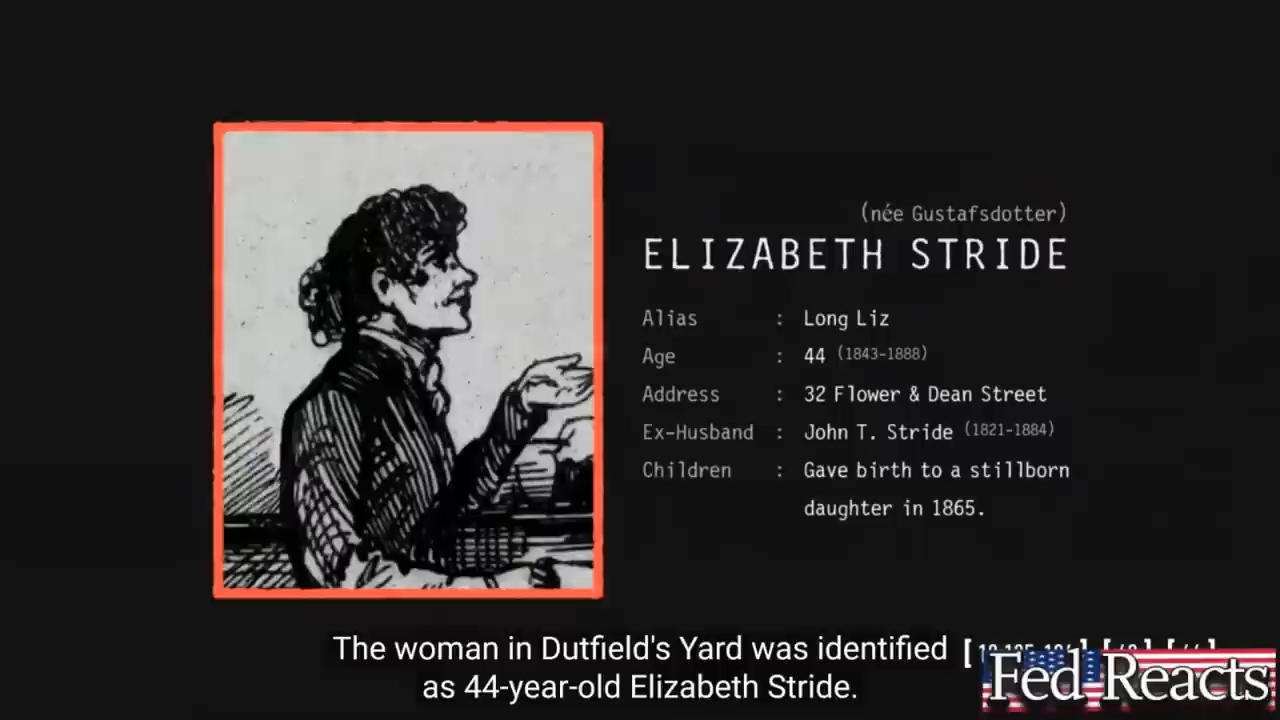 (née Gustafsdotter)
ELIZABETH STRIDE
Alias : Long Liz
Age : 44 (1843-1888)
Address : 32 Flower & Dean Street
Ex-Husband : John T. Stride (1821-1884)
Children : Gave birth to a stillborn
daughter in 1865.
The woman in Dutfield's Yard was identified
as 44-year-old Elizabeth Stride.
Fed Reacts